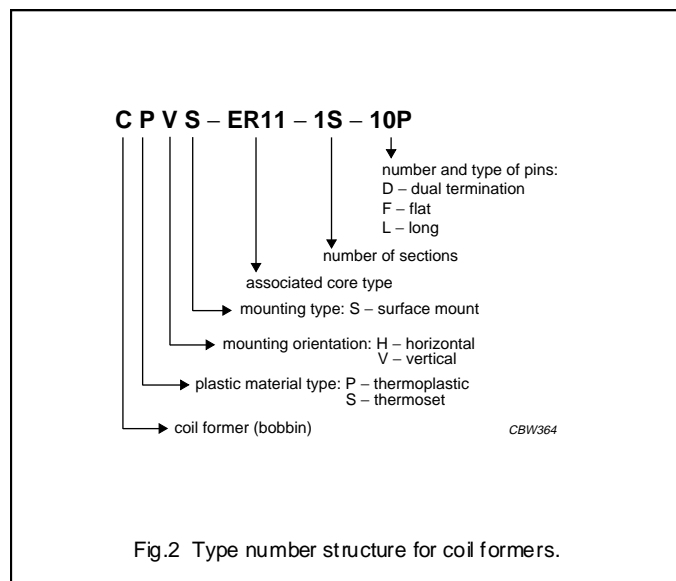 C P V S – ER11 – 1S – 10P
number and type of pins:
D – dual termination
F – flat
L – long
number of sections
associated core type
mounting type: S – surface mount
mounting orientation: H – horizontal
V – vertical
plastic material type: P – thermoplastic
S – thermoset
coil former (bobbin)
CBW364
Fig.2 Type number structure for coil formers.